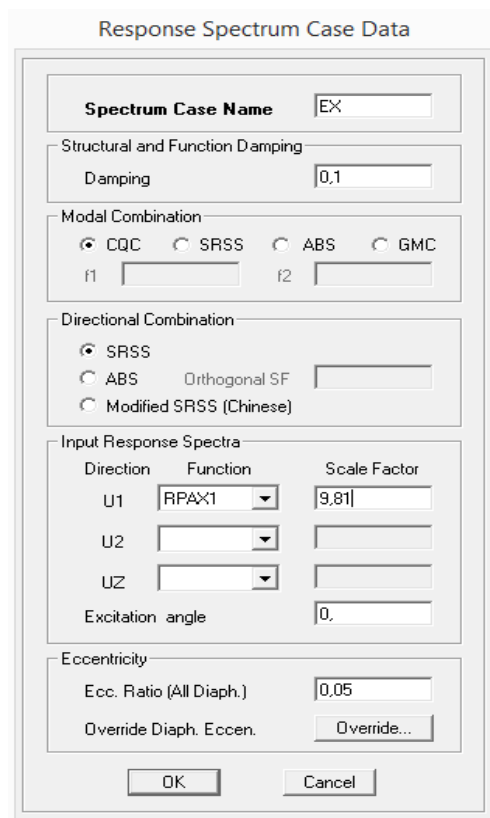 Response Spectrum Case Data
Spectrum Case Name EX
Structural and Function Damping
Damping 0,1
Modal Combination
CQC SRSS ABS GMC
f1 f2
Directional Combination
SRSS
ABS Orthogonal SF
Modified SRSS (Chinese)
Input Response Spectra
Direction Function Scale Factor
U1 RPAX1 9,81
U2
UZ
Excitation angle 0,
Eccentricity
Ecc. Ratio (All Diaph.) 0,05
Override Diaph. Eccen. Override...
OK Cancel